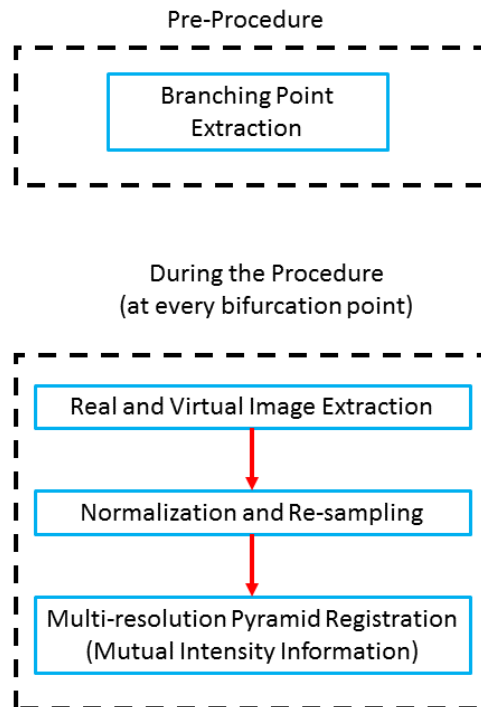 Pre-Procedure
Branching Point
Extraction
During the Procedure
(at every bifurcation point)
Real and Virtual Image Extraction
Normalization and Re-sampling
Multi-resolution Pyramid Registration
(Mutual Intensity Information)